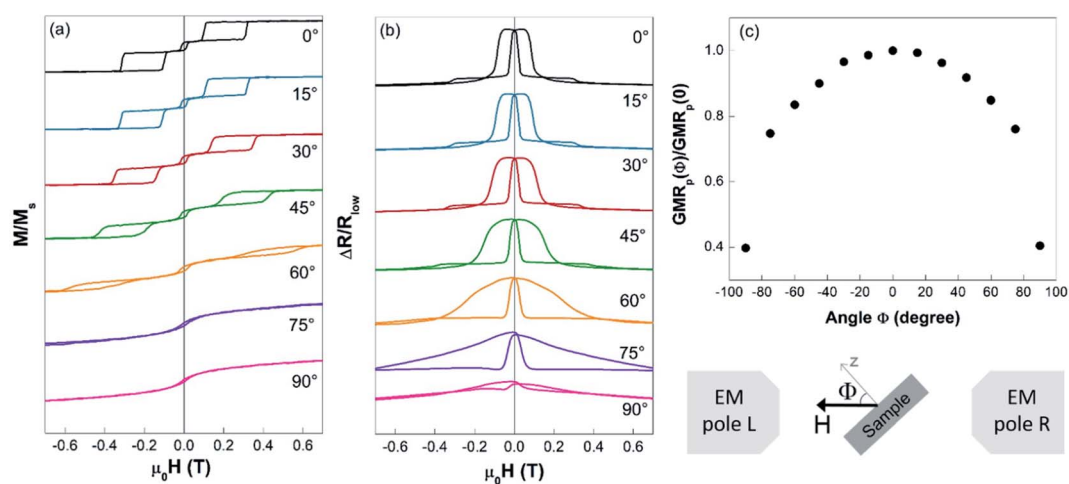 (a)
0°
15°
30°
45°
60°
75°
90°
M/Mₛ
-0.6 -0.4 -0.2 0.0 0.2 0.4 0.6
μ₀H (T)
(b)
0°
15°
30°
45°
60°
75°
90°
ΔR/R_low
-0.6 -0.4 -0.2 0.0 0.2 0.4 0.6
μ₀H (T)
(c)
1.0
0.8
0.6
0.4
GMRₚ(Φ)/GMRₚ(0)
-100 -80 -60 -40 -20 0 20 40 60 80 100
Angle Φ (degree)
EM
pole L
z
Φ
H
Sample
EM
pole R